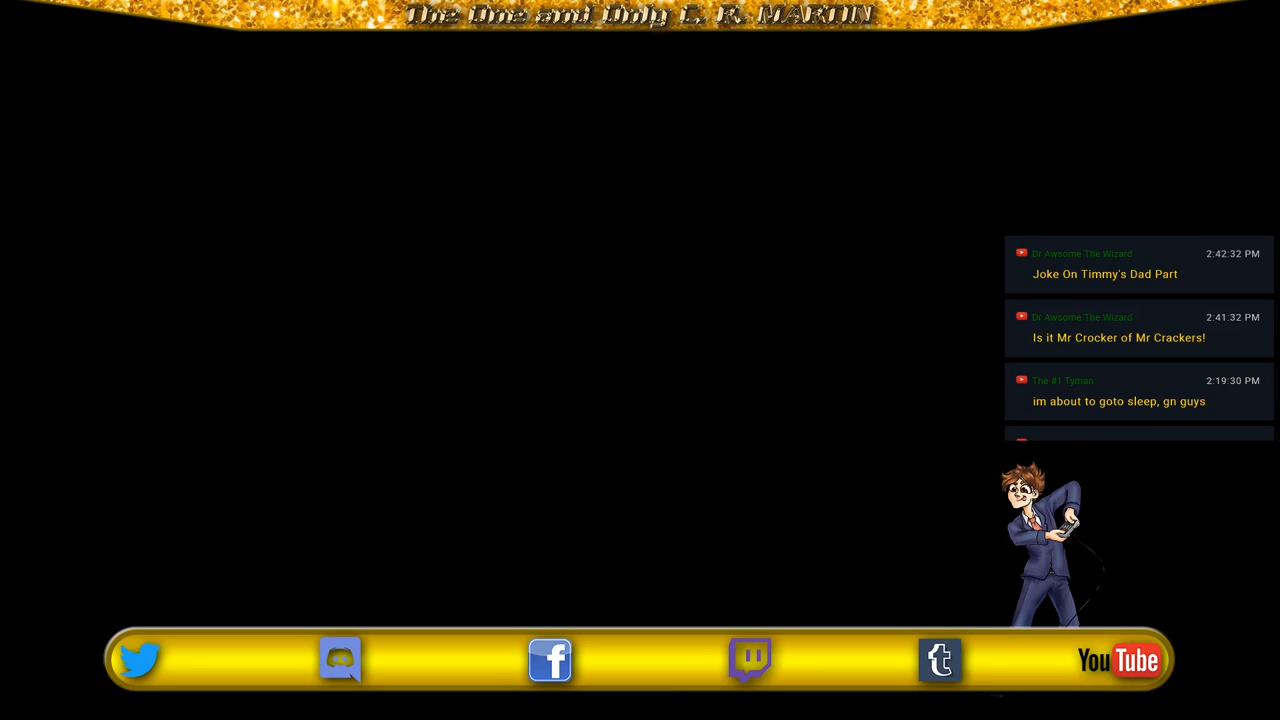 The One and Only C. R. MARTIN
Dr Awsome The Wizard 2:42:32 PM
Joke On Timmy's Dad Part
Dr Awsome The Wizard 2:41:32 PM
Is it Mr Crocker of Mr Crackers!
The #1 Tyman 2:19:30 PM
im about to goto sleep, gn guys
YouTube